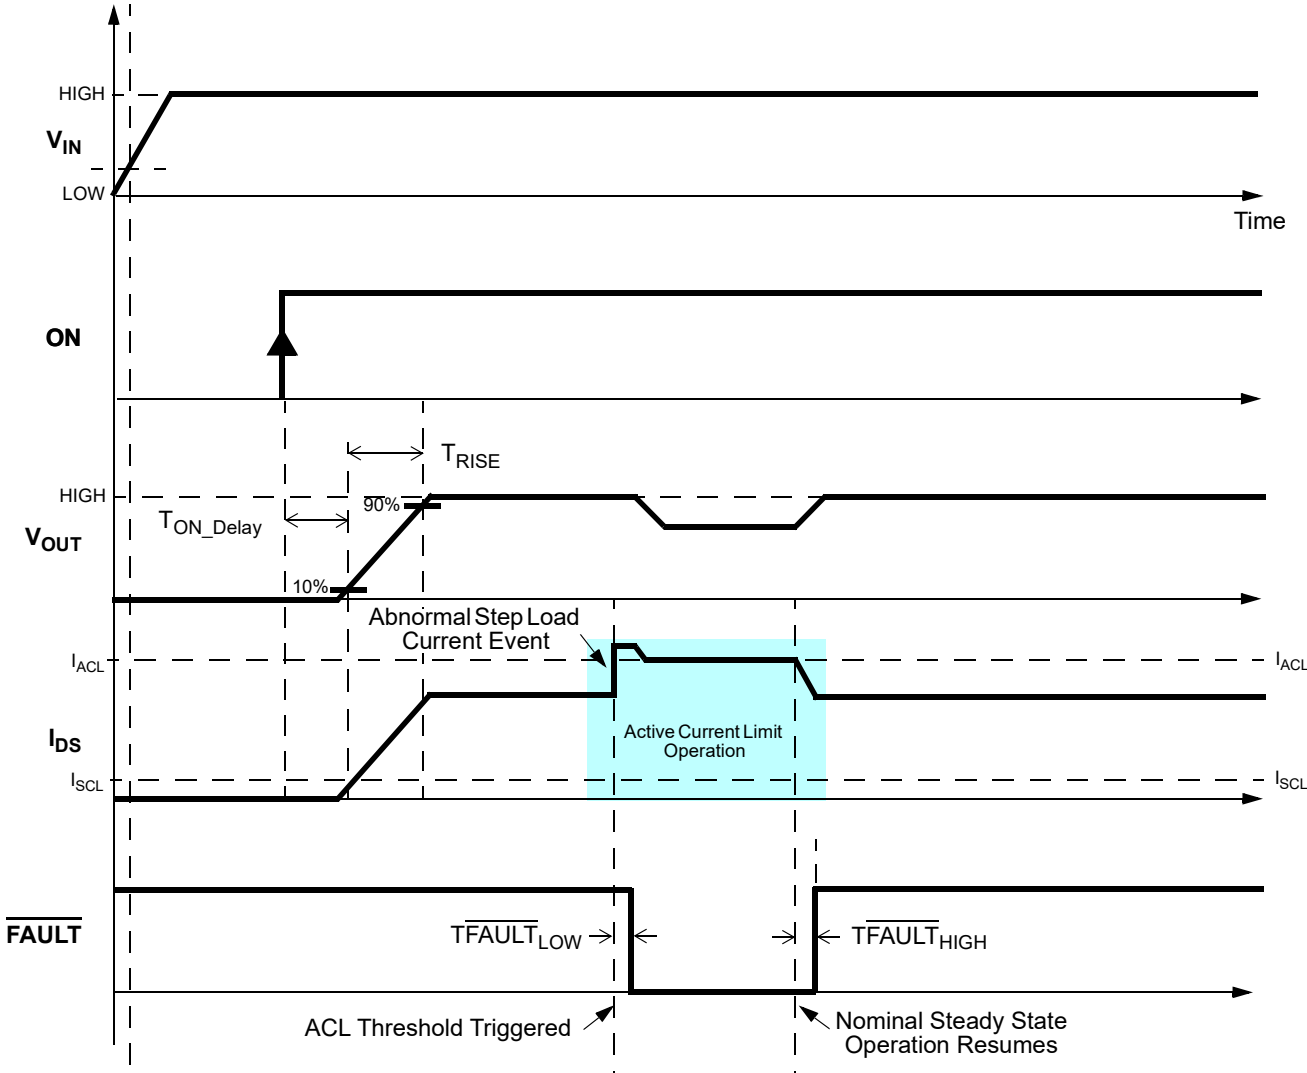 HIGH
VIN
LOW
Time
ON
TRISE
HIGH
90%
TON_Delay
VOUT
10%
Abnormal Step Load
Current Event
IACL
IACL
Active Current Limit
Operation
IDS
ISCL
ISCL
FAULT
TFAULTLOW
TFAULTHIGH
ACL Threshold Triggered
Nominal Steady State
Operation Resumes